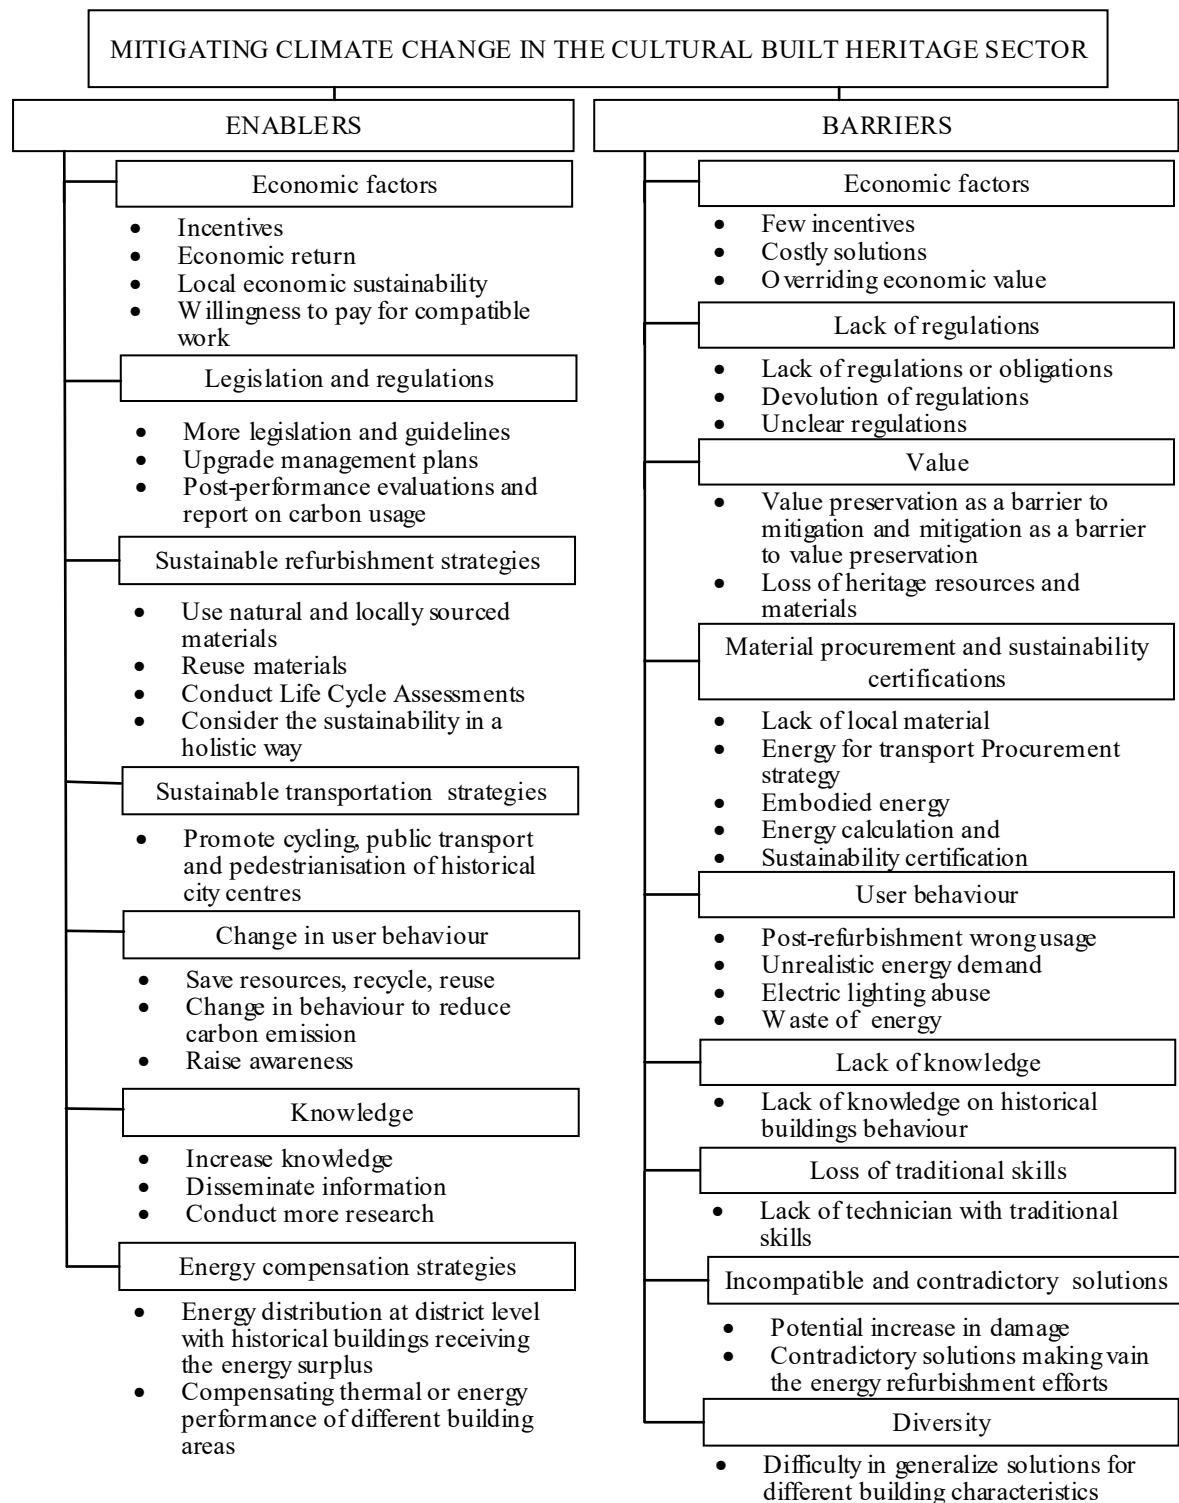 MITIGATING CLIMATE CHANGE IN THE CULTURAL BUILT HERITAGE SECTOR
ENABLERS
Economic factors
• Incentives
• Economic return
• Local economic sustainability
• Willingness to pay for compatible
work
Legislation and regulations
• More legislation and guidelines
• Upgrade management plans
• Post-performance evaluations and
report on carbon usage
Sustainable refurbishment strategies
• Use natural and locally sourced
materials
• Reuse materials
• Conduct Life Cycle Assessments
• Consider the sustainability in a
holistic way
Sustainable transportation strategies
• Promote cycling, public transport
and pedestrianisation of historical
city centres
Change in user behaviour
• Save resources, recycle, reuse
• Change in behaviour to reduce
carbon emission
• Raise awareness
Knowledge
• Increase knowledge
• Disseminate information
• Conduct more research
Energy compensation strategies
• Energy distribution at district level
with historical buildings receiving
the energy surplus
• Compensating thermal or energy
performance of different building
areas
BARRIERS
Economic factors
• Few incentives
• Costly solutions
• Overriding economic value
Lack of regulations
• Lack of regulations or obligations
• Devolution of regulations
• Unclear regulations
Value
• Value preservation as a barrier to
mitigation and mitigation as a barrier
to value preservation
• Loss of heritage resources and
materials
Material procurement and sustainability
certifications
• Lack of local material
• Energy for transport Procurement
strategy
• Embodied energy
• Energy calculation and
• Sustainability certification
User behaviour
• Post-refurbishment wrong usage
• Unrealistic energy demand
• Electric lighting abuse
• Waste of energy
Lack of knowledge
• Lack of knowledge on historical
buildings behaviour
Loss of traditional skills
• Lack of technician with traditional
skills
Incompatible and contradictory solutions
• Potential increase in damage
• Contradictory solutions making vain
the energy refurbishment efforts
Diversity
• Difficulty in generalize solutions for
different building characteristics